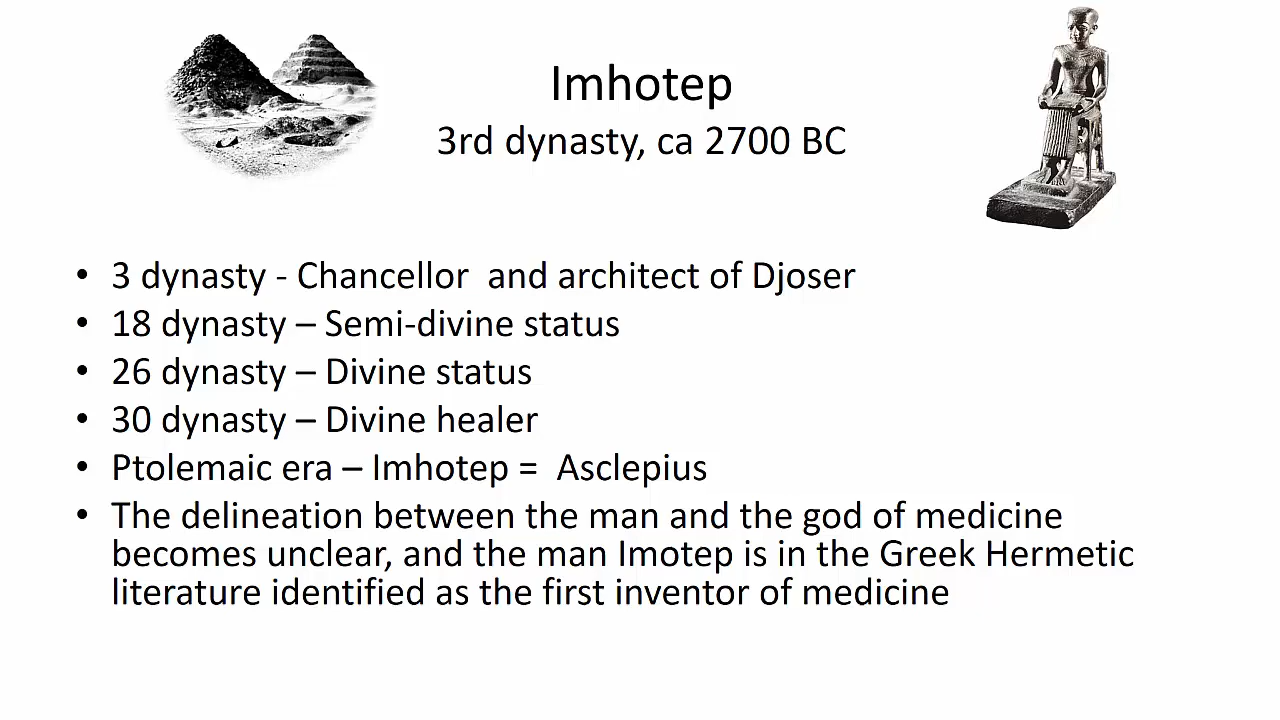 Imhotep
3rd dynasty, ca 2700 BC
• 3 dynasty - Chancellor  and architect of Djoser
• 18 dynasty – Semi-divine status
• 26 dynasty – Divine status
• 30 dynasty – Divine healer
• Ptolemaic era – Imhotep =  Asclepius
• The delineation between the man and the god of medicine
becomes unclear, and the man Imotep is in the Greek Hermetic
literature identified as the first inventor of medicine